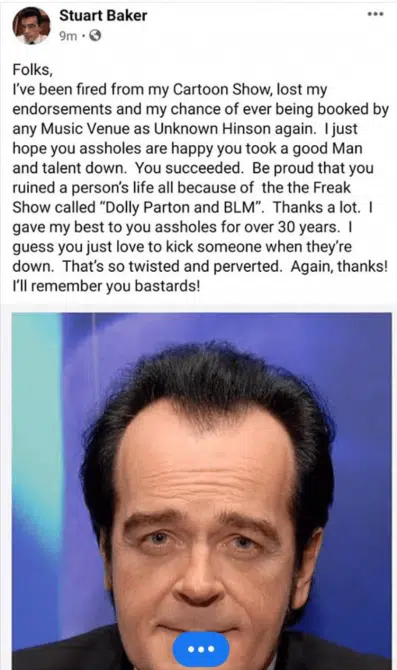 Stuart Baker
9m
Folks,
I've been fired from my Cartoon Show, lost my
endorsements and my chance of ever being booked by
any Music Venue as Unknown Hinson again. I just
hope you assholes are happy you took a good Man
and talent down. You succeeded. Be proud that you
ruined a person's life all because of the the Freak
Show called “Dolly Parton and BLM”. Thanks a lot. I
gave my best to you assholes for over 30 years. I
guess you just love to kick someone when they're
down. That's so twisted and perverted. Again, thanks!
I'll remember you bastards!